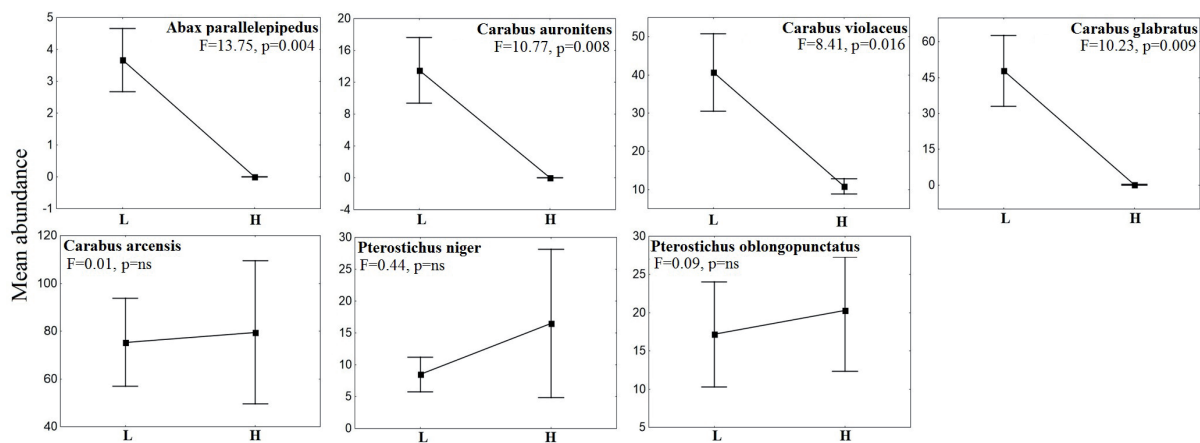 Mean abundance
Abax parallelepipedus
F=13.75, p=0.004
5
4
3
2
1
0
-1
L H
Carabus auronitens
F=10.77, p=0.008
20
16
12
8
4
0
-4
L H
Carabus violaceus
F=8.41, p=0.016
50
40
30
20
10
L H
Carabus glabratus
F=10.23, p=0.009
60
45
30
15
0
L H
Carabus arcensis
F=0.01, p=ns
120
100
80
60
40
L H
Pterostichus niger
F=0.44, p=ns
30
25
20
15
10
5
0
L H
Pterostichus oblongopunctatus
F=0.09, p=ns
30
25
20
15
10
5
L H